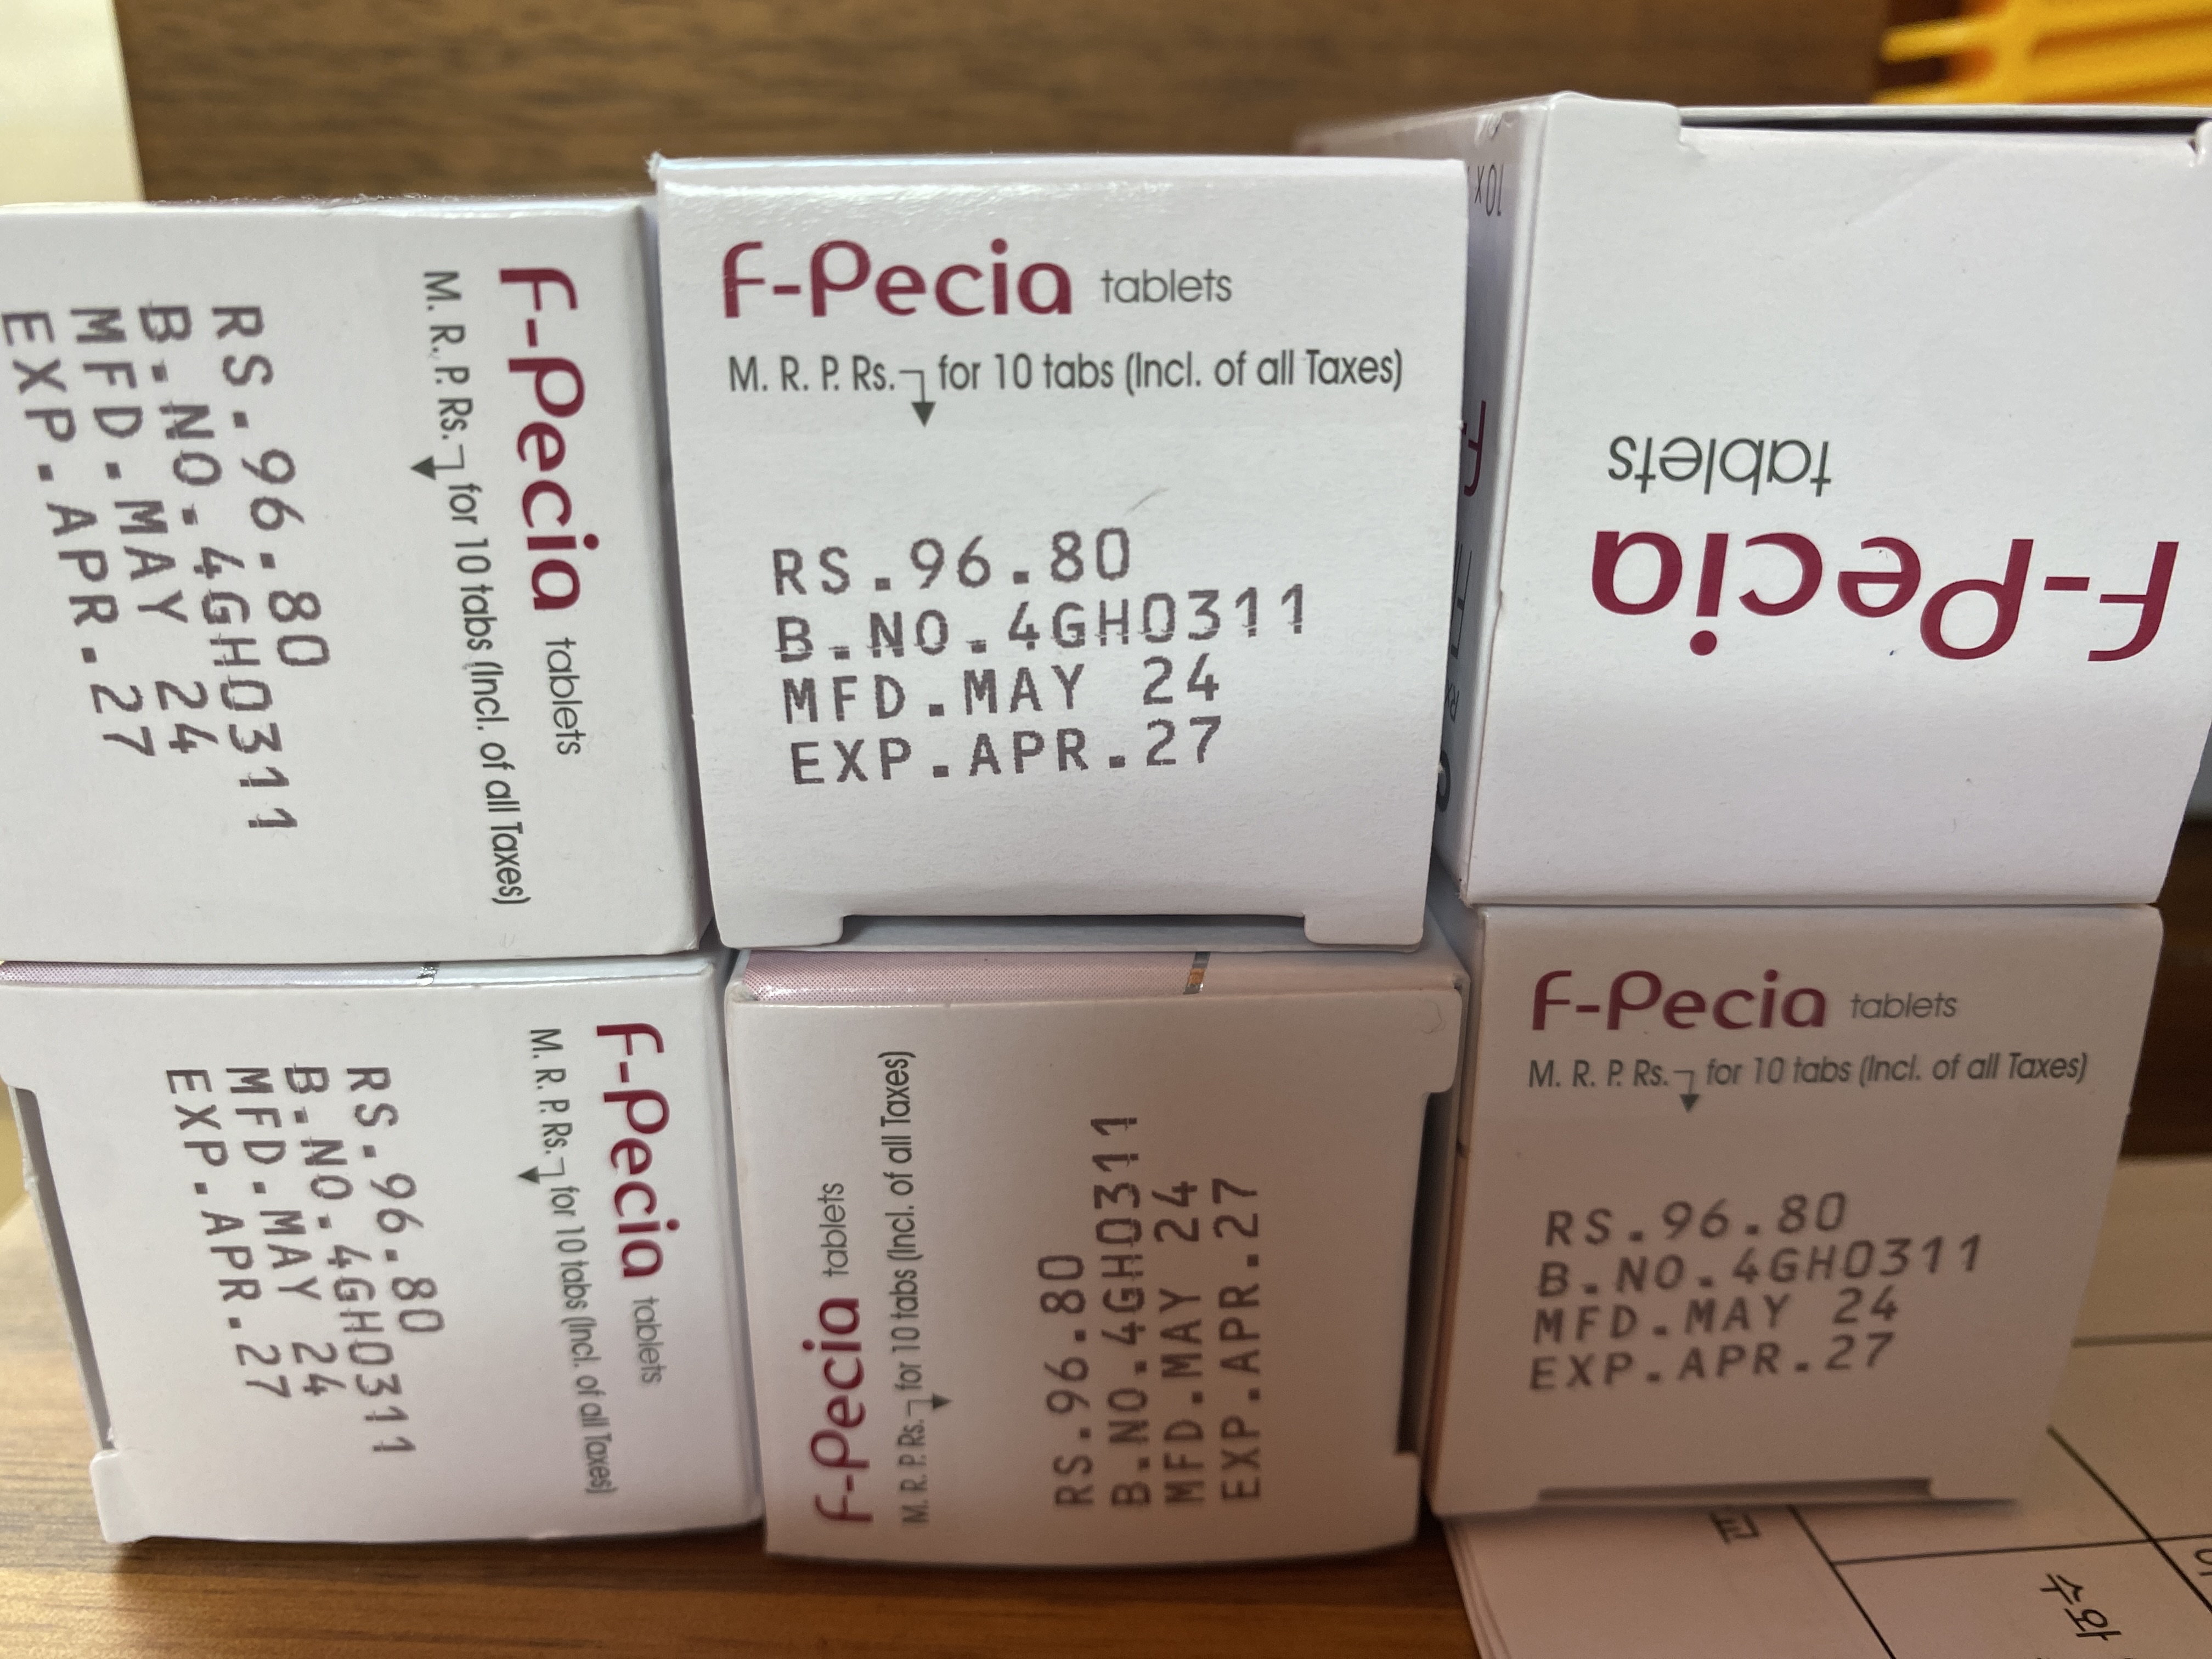 F-Pecia tablets
M. R. P. Rs. for 10 tabs (Incl. of all Taxes)
RS.96.80
B.NO.4GH0311
MFD.MAY 24
EXP.APR.27
F-Pecia tablets
M. R. P. Rs. for 10 tabs (Incl. of all Taxes)
RS.96.80
B.NO.4GH0311
MFD.MAY 24
EXP.APR.27
10 x
F-Pecia
tablets
F-Pecia tablets
M. R. P. Rs. for 10 tabs (Incl. of all Taxes)
RS.96.80
B.NO.4GH0311
MFD.MAY 24
EXP.APR.27
F-Pecia tablets
M. R. P. Rs. for 10 tabs (Incl. of all Taxes)
RS.96.80
B.NO.4GH0311
MFD.MAY 24
EXP.APR.27
F-Pecia tablets
M. R. P. Rs. for 10 tabs (Incl. of all Taxes)
RS.96.80
B.NO.4GH0311
MFD.MAY 24
EXP.APR.27
교